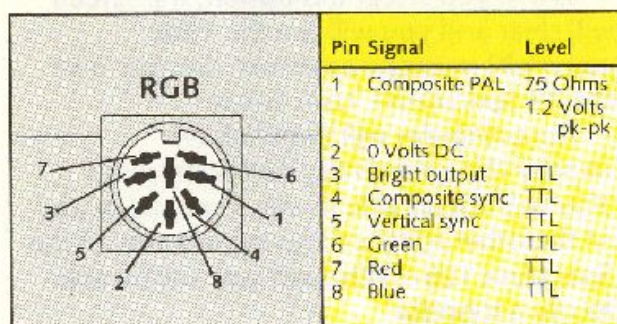 RGB
7
3
5
2
8
4
1
6
Pin Signal Level
1 Composite PAL 75 Ohms
1.2 Volts
pk-pk
2 0 Volts DC
3 Bright output TTL
4 Composite sync TTL
5 Vertical sync TTL
6 Green TTL
7 Red TTL
8 Blue TTL